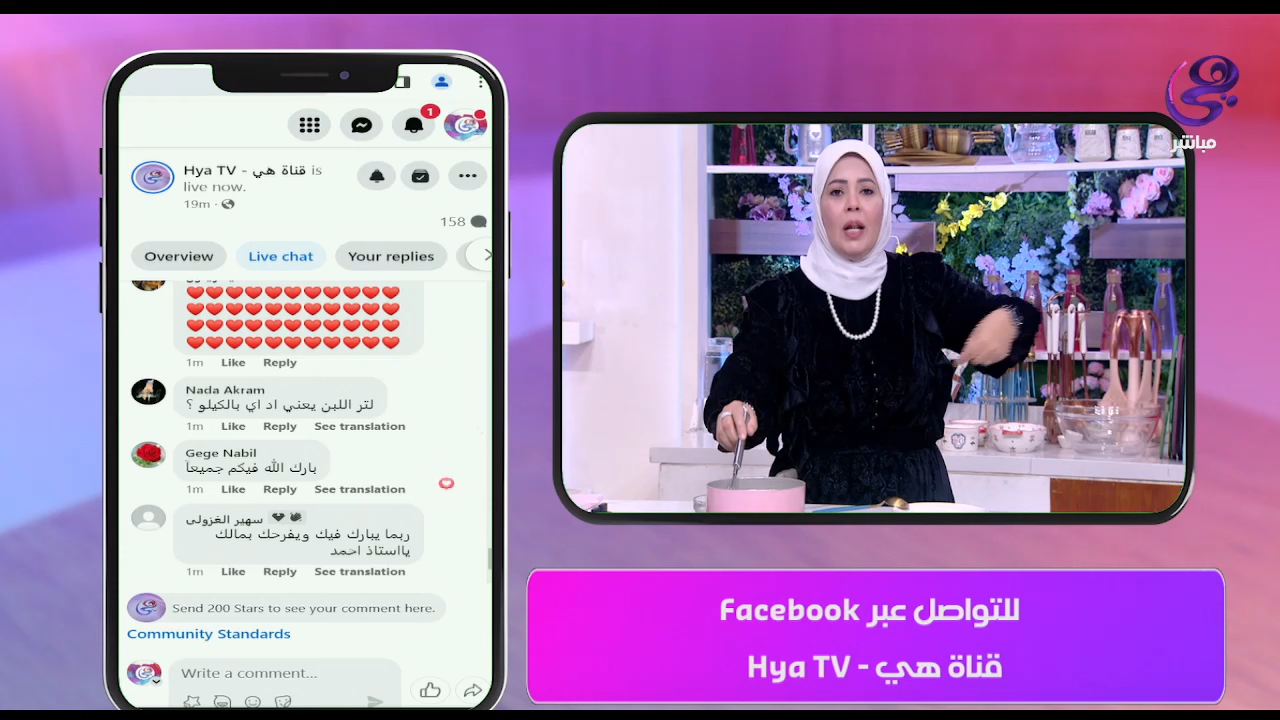 مباشر
1
Hya TV - قناة هي is
live now.
19m
158
Overview
Live chat
Your replies
1m Like Reply
Nada Akram
لتر اللبن يعني اد اي بالكيلو ؟
1m Like Reply See translation
Gege Nabil
بارك الله فيكم جميعاً
1m Like Reply See translation
سهير الغزولى
ربما يبارك فيك ويفرحك بمالك
يااستاذ احمد
1m Like Reply See translation
Send 200 Stars to see your comment here.
Community Standards
Write a comment...
للتواصل عبر Facebook
قناة هي - Hya TV